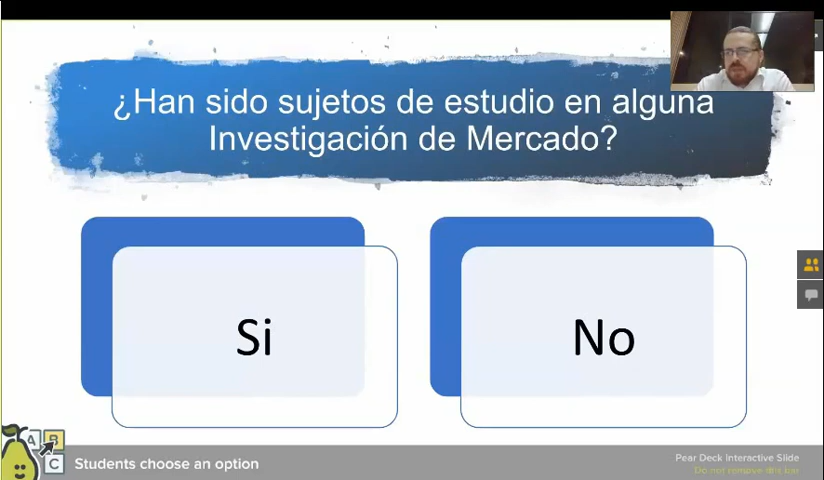 ¿Han sido sujetos de estudio en alguna
Investigación de Mercado?
Si
No
A
B
C
Students choose an option
Pear Deck Interactive Slide
Do not remove this bar